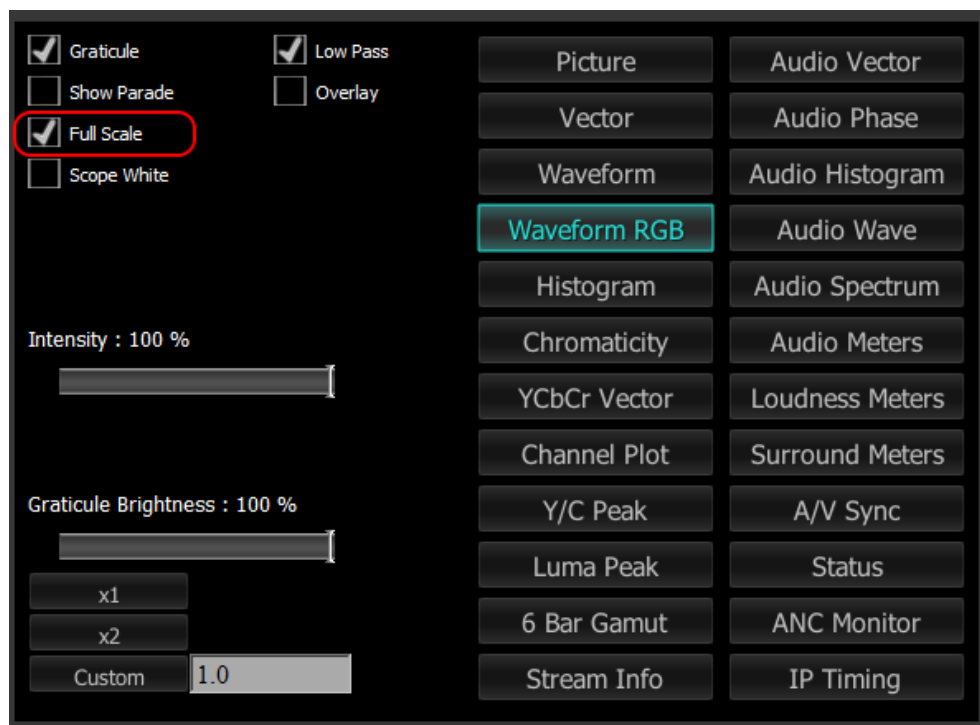 Graticule
Low Pass
Show Parade
Overlay
Full Scale
Scope White
Intensity : 100 %
Graticule Brightness : 100 %
x1
x2
Custom
1.0
Picture
Audio Vector
Vector
Audio Phase
Waveform
Audio Histogram
Waveform RGB
Audio Wave
Histogram
Audio Spectrum
Chromaticity
Audio Meters
YCbCr Vector
Loudness Meters
Channel Plot
Surround Meters
Y/C Peak
A/V Sync
Luma Peak
Status
6 Bar Gamut
ANC Monitor
Stream Info
IP Timing